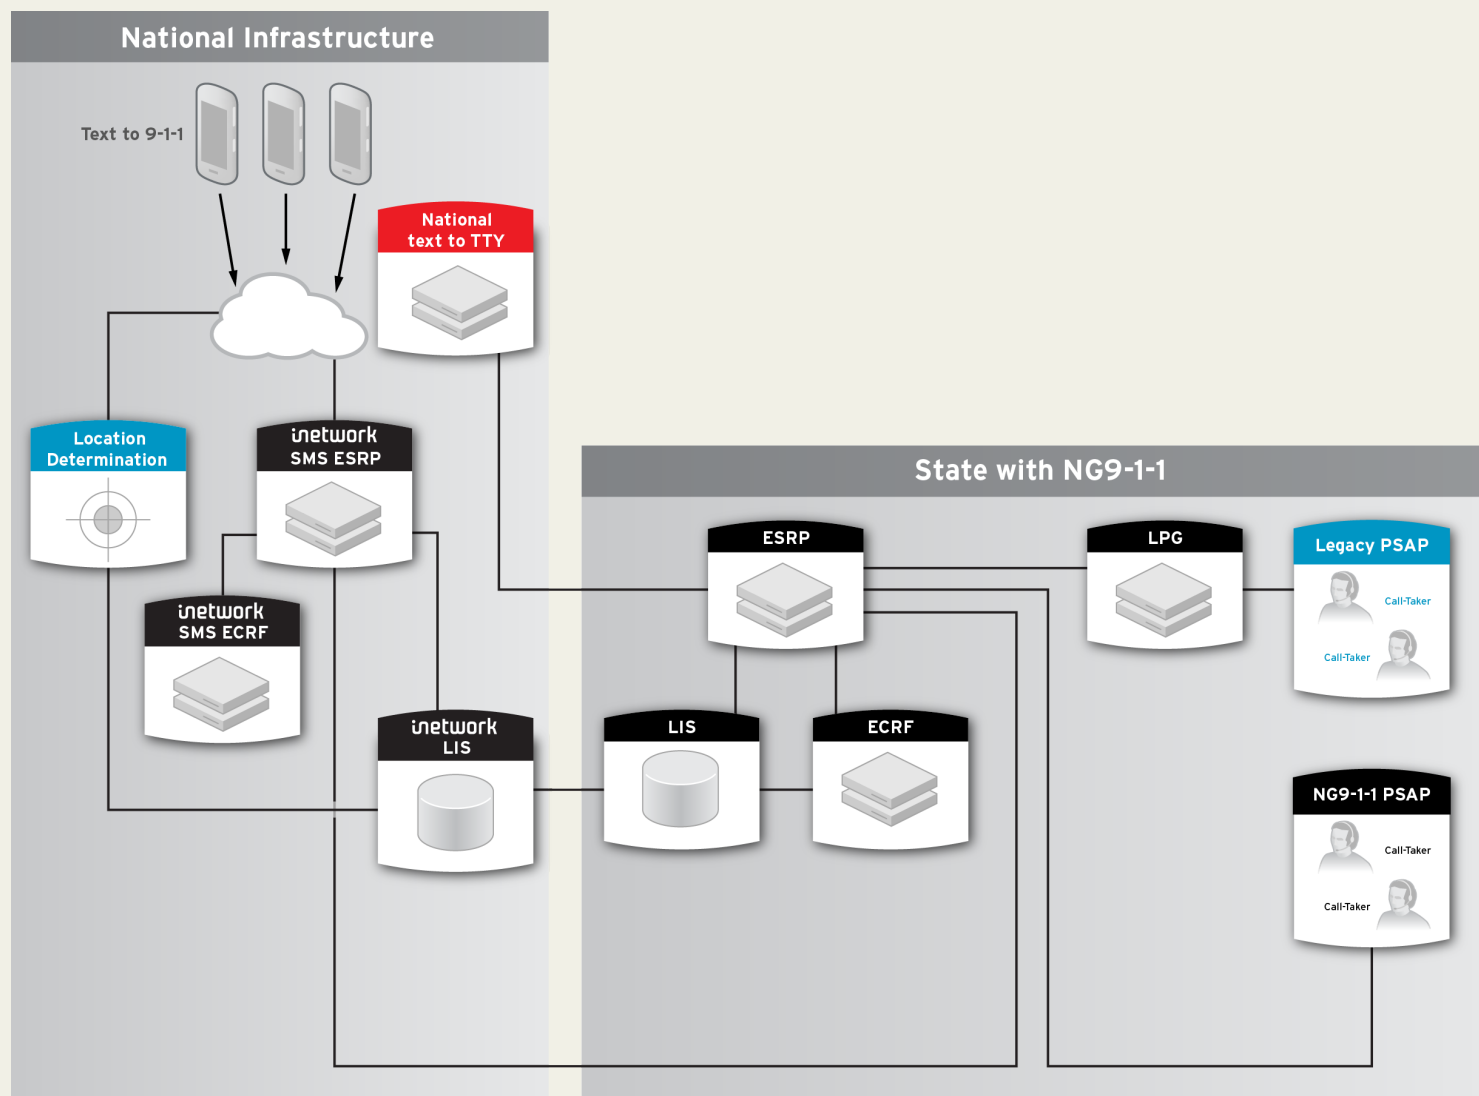 National Infrastructure
Text to 9-1-1
National
text to TTY
Location
Determination
inetwork
SMS ESRP
inetwork
SMS ECRF
inetwork
LIS
State with NG9-1-1
ESRP
LPG
Legacy PSAP
Call-Taker
Call-Taker
LIS
ECRF
NG9-1-1 PSAP
Call-Taker
Call-Taker